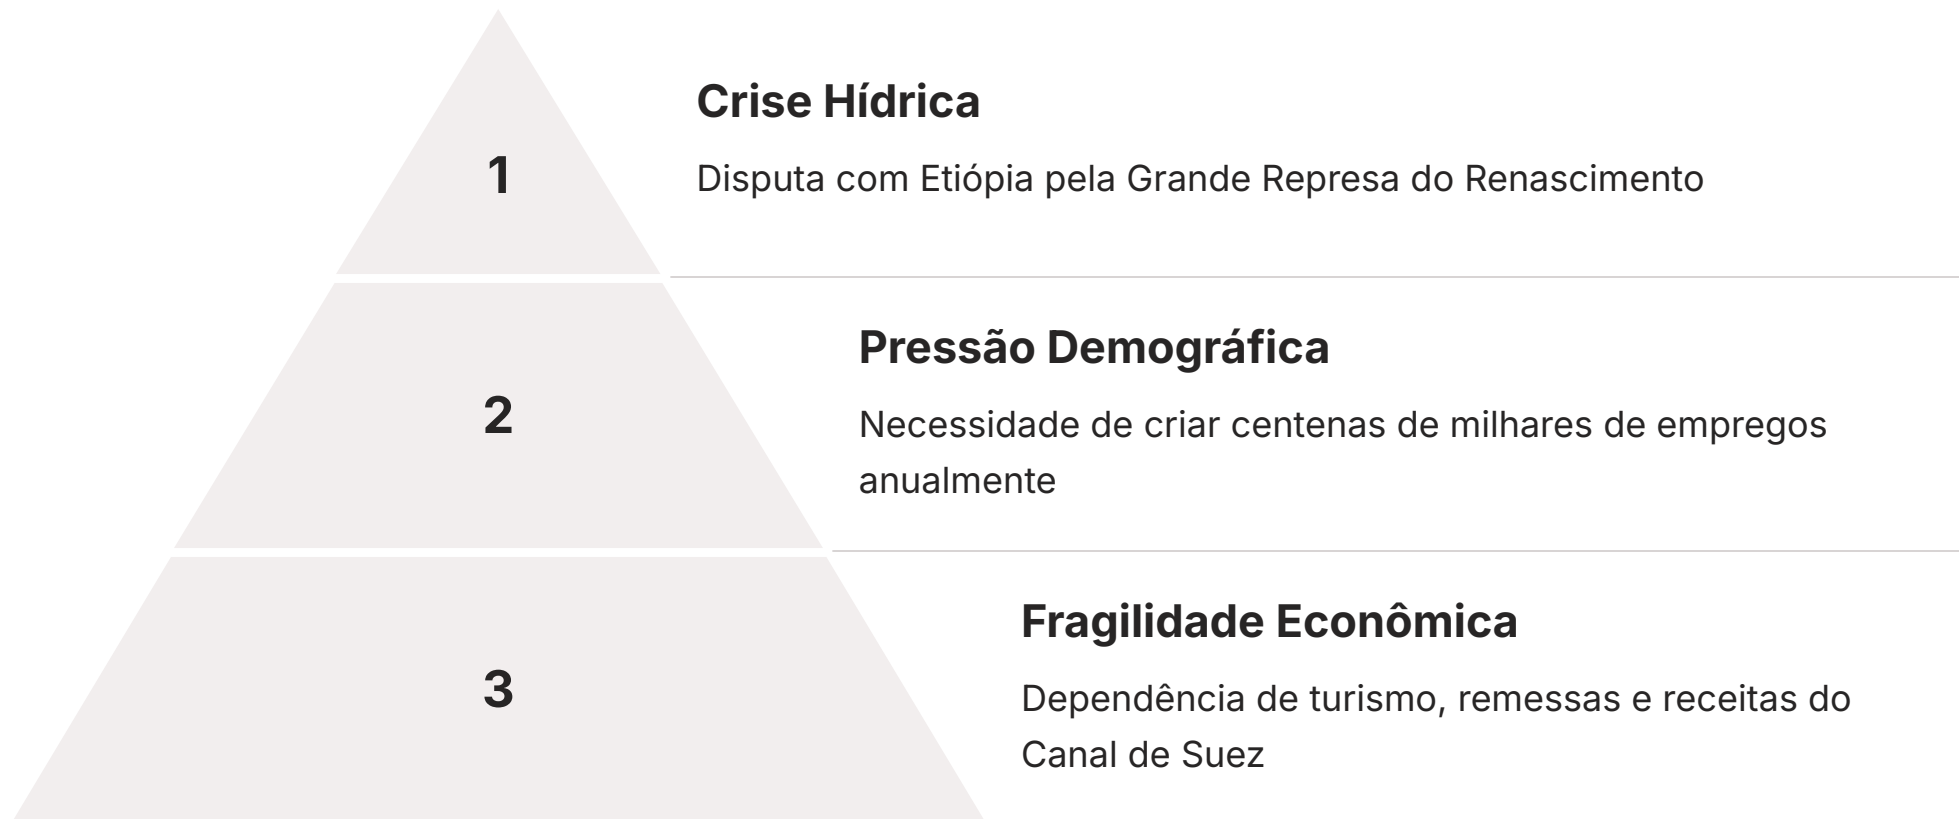 1
Crise Hídrica
Disputa com Etiópia pela Grande Represa do Renascimento
2
Pressão Demográfica
Necessidade de criar centenas de milhares de empregos
anualmente
3
Fragilidade Econômica
Dependência de turismo, remessas e receitas do
Canal de Suez